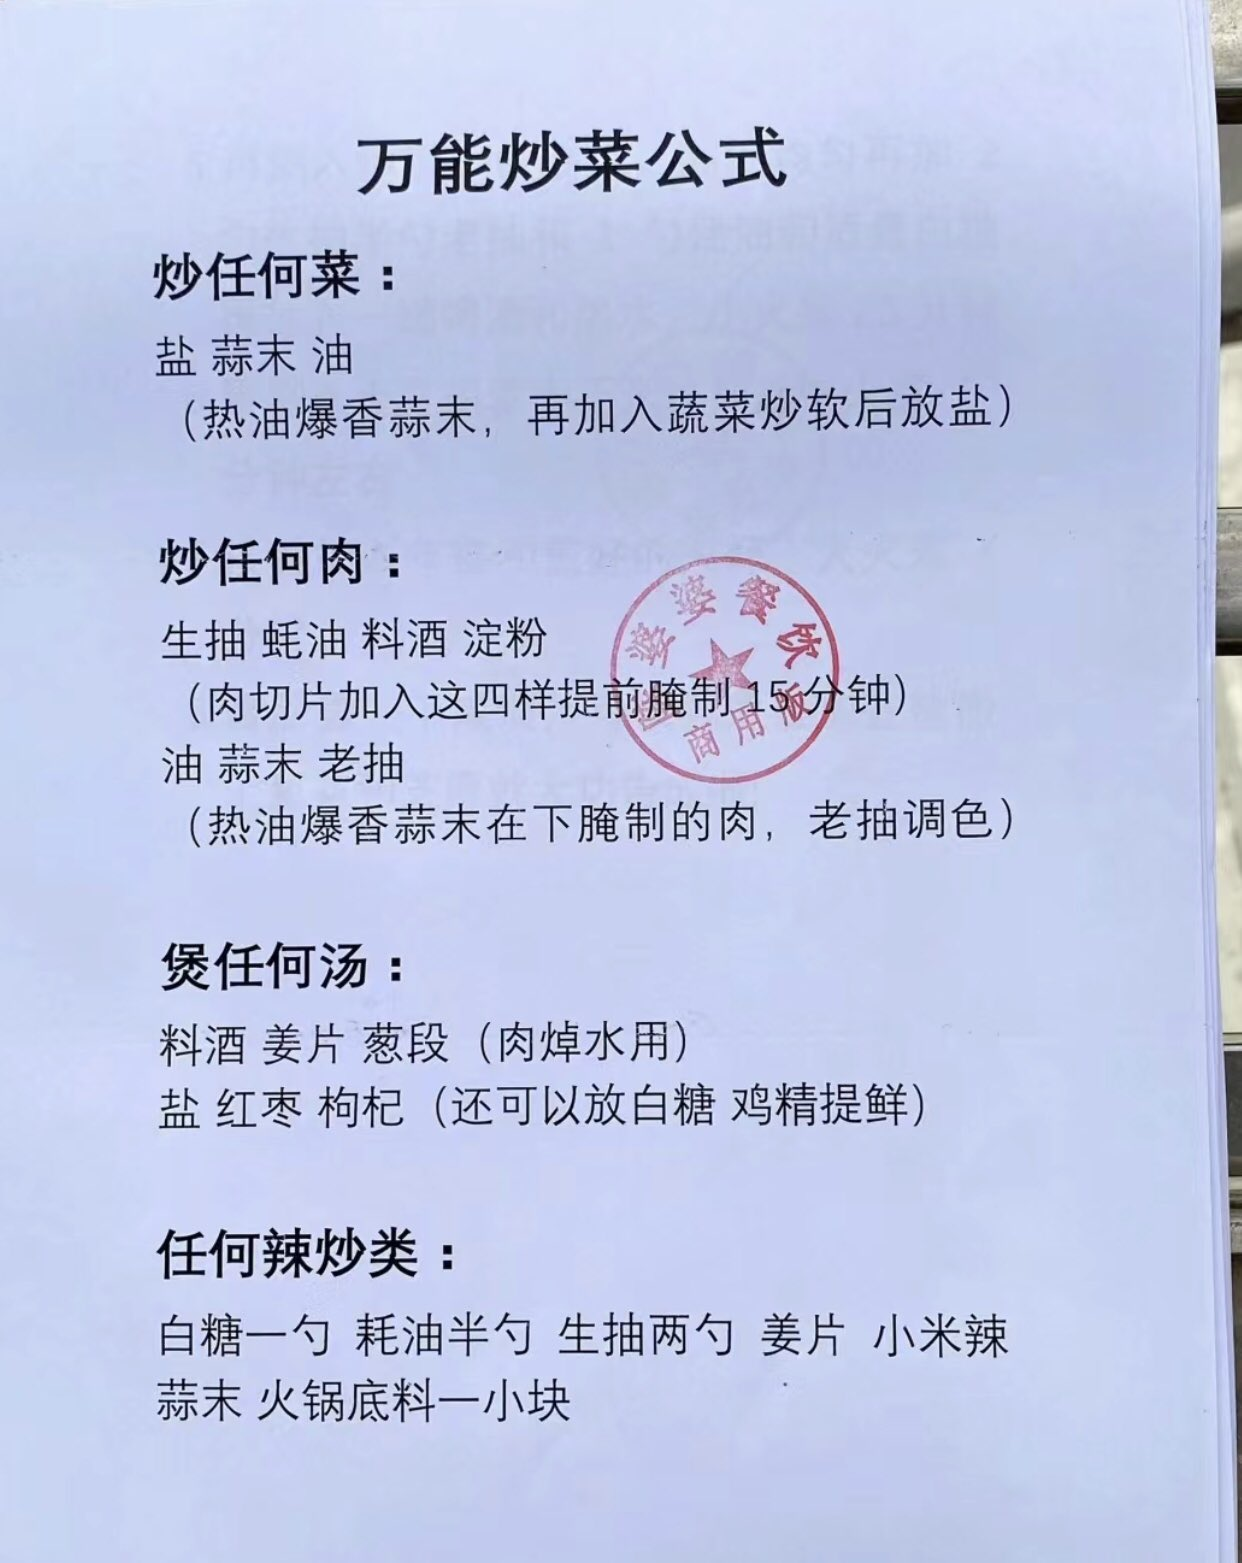 万能炒菜公式
炒任何菜：
盐 蒜末 油
（热油爆香蒜末，再加入蔬菜炒软后放盐）
炒任何肉：
生抽 蚝油 料酒 淀粉
（肉切片加入这四样提前腌制 15 分钟）
油 蒜末 老抽
（热油爆香蒜末在下腌制的肉，老抽调色）
婆婆餐饮
商用版
煲任何汤：
料酒 姜片 葱段（肉焯水用）
盐 红枣 枸杞（还可以放白糖 鸡精提鲜）
任何辣炒类：
白糖一勺 耗油半勺 生抽两勺 姜片 小米辣
蒜末 火锅底料一小块